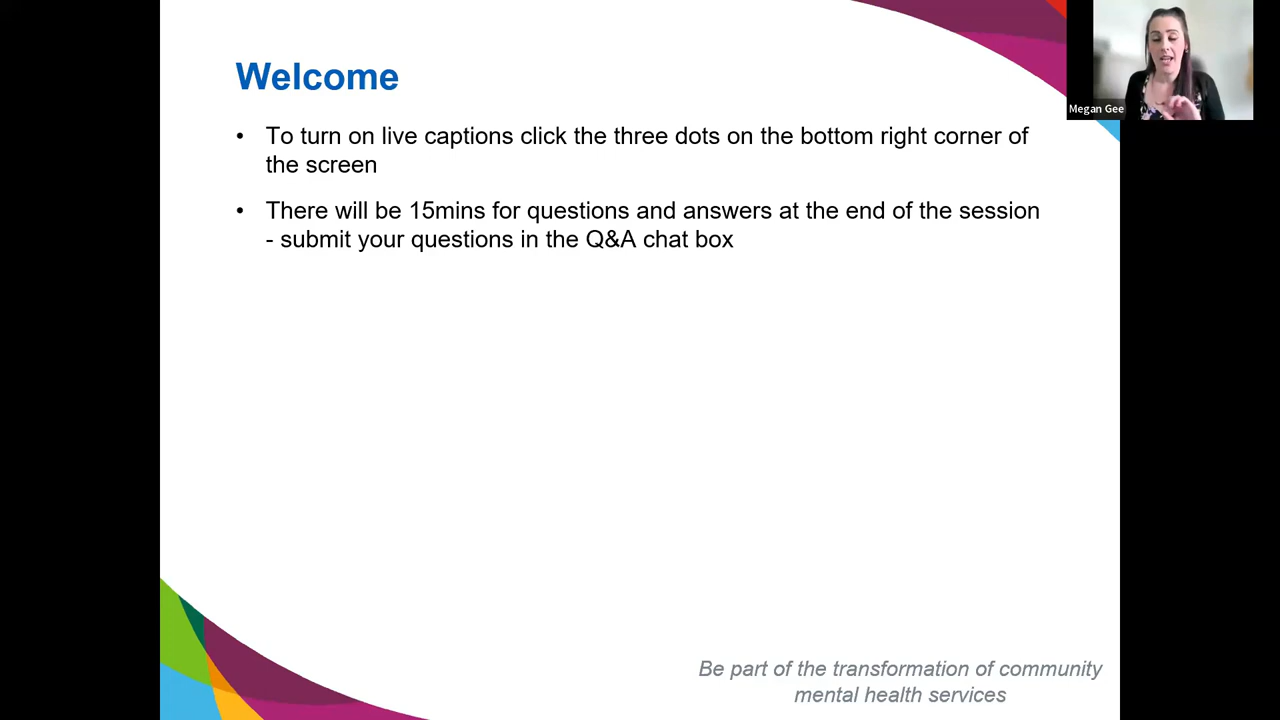 Welcome
• To turn on live captions click the three dots on the bottom right corner of
the screen
• There will be 15mins for questions and answers at the end of the session
- submit your questions in the Q&A chat box
Megan Gee
Be part of the transformation of community
mental health services